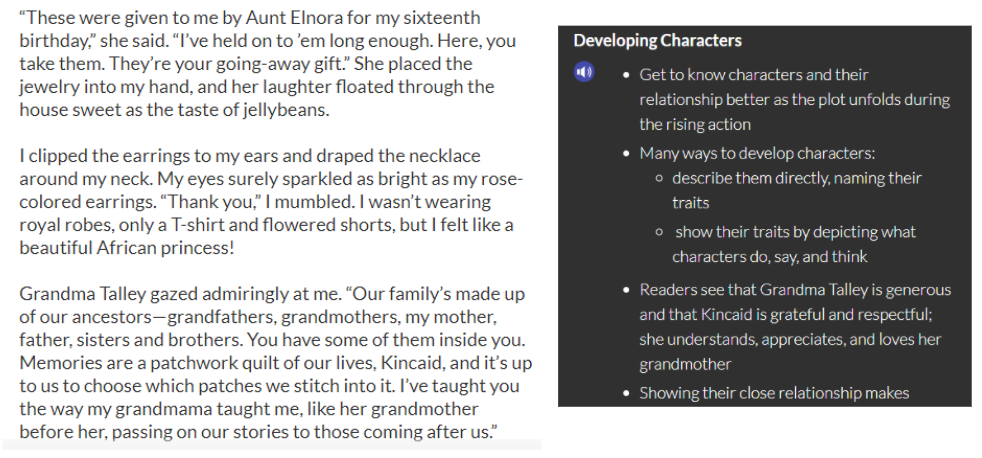 “These were given to me by Aunt Elnora for my sixteenth
birthday,” she said. “I’ve held on to ’em long enough. Here, you
take them. They’re your going-away gift.” She placed the
jewelry into my hand, and her laughter floated through the
house sweet as the taste of jellybeans.
I clipped the earrings to my ears and draped the necklace
around my neck. My eyes surely sparkled as bright as my rose-
colored earrings. “Thank you,” I mumbled. I wasn’t wearing
royal robes, only a T-shirt and flowered shorts, but I felt like a
beautiful African princess!
Grandma Talley gazed admiringly at me. “Our family’s made up
of our ancestors—grandfathers, grandmothers, my mother,
father, sisters and brothers. You have some of them inside you.
Memories are a patchwork quilt of our lives, Kincaid, and it’s up
to us to choose which patches we stitch into it. I’ve taught you
the way my grandmama taught me, like her grandmother
before her, passing on our stories to those coming after us.”
Developing Characters
• Get to know characters and their
relationship better as the plot unfolds during
the rising action
• Many ways to develop characters:
○ describe them directly, naming their
traits
○ show their traits by depicting what
characters do, say, and think
• Readers see that Grandma Talley is generous
and that Kincaid is grateful and respectful;
she understands, appreciates, and loves her
grandmother
• Showing their close relationship makes